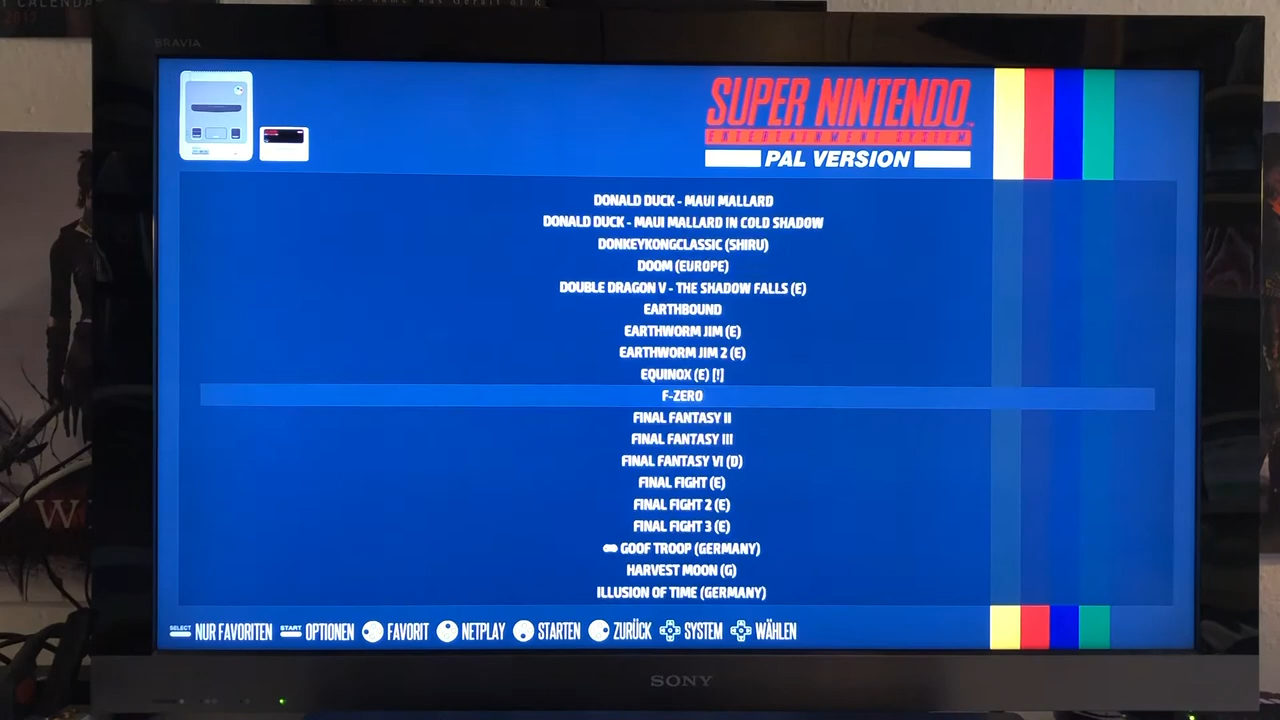 BRAVIA
SUPER NINTENDO
ENTERTAINMENT SYSTEM
PAL VERSION
DONALD DUCK - MAUI MALLARD
DONALD DUCK - MAUI MALLARD IN COLD SHADOW
DONKEYKONGCLASSIC (SHIRU)
DOOM (EUROPE)
DOUBLE DRAGON V - THE SHADOW FALLS (E)
EARTHBOUND
EARTHWORM JIM (E)
EARTHWORM JIM 2 (E)
EQUINOX (E) [!]
F-ZERO
FINAL FANTASY II
FINAL FANTASY III
FINAL FANTASY VI (D)
FINAL FIGHT (E)
FINAL FIGHT 2 (E)
FINAL FIGHT 3 (E)
GOOF TROOP (GERMANY)
HARVEST MOON (G)
ILLUSION OF TIME (GERMANY)
SELECT NUR FAVORITEN START OPTIONEN FAVORIT NETPLAY STARTEN ZURÜCK SYSTEM WÄHLEN
SONY